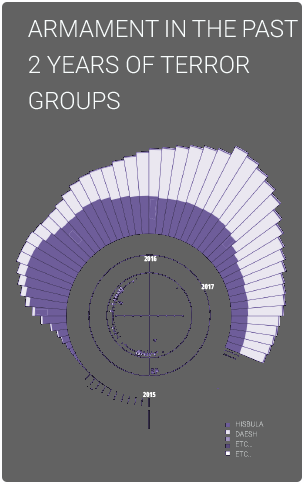 ARMAMENT IN THE PAST
2 YEARS OF TERROR
GROUPS
2016
2017
2015
HISBULA
DAESH
ETC..
ETC..